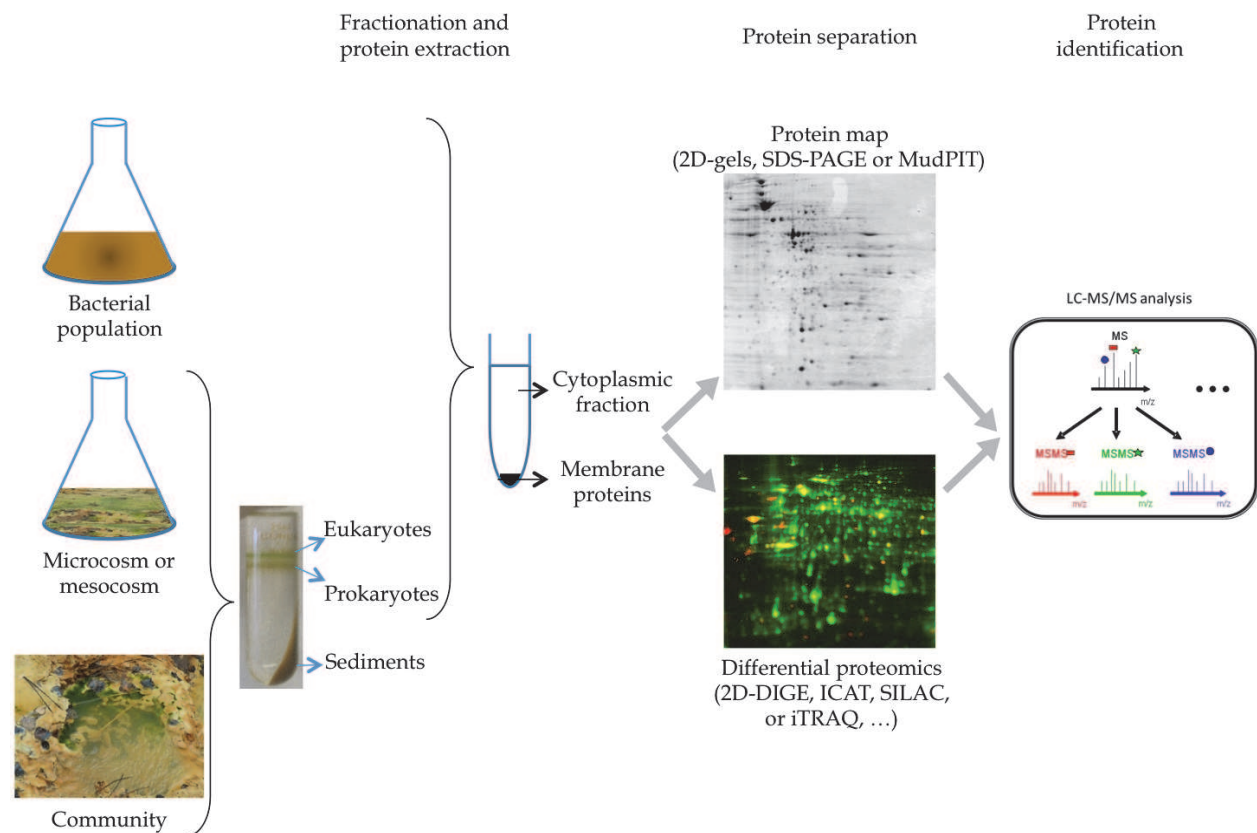 Fractionation and
protein extraction
Protein separation
Protein
identification
Bacterial
population
Microcosm or
mesocosm
Community
Eukaryotes
Prokaryotes
Sediments
Cytoplasmic
fraction
Membrane
proteins
Protein map
(2D-gels, SDS-PAGE or MudPIT)
Differential proteomics
(2D-DIGE, ICAT, SILAC,
or iTRAQ, …)
LC-MS/MS analysis
MS
m/z
MSMS
MSMS
MSMS
m/z
m/z
m/z